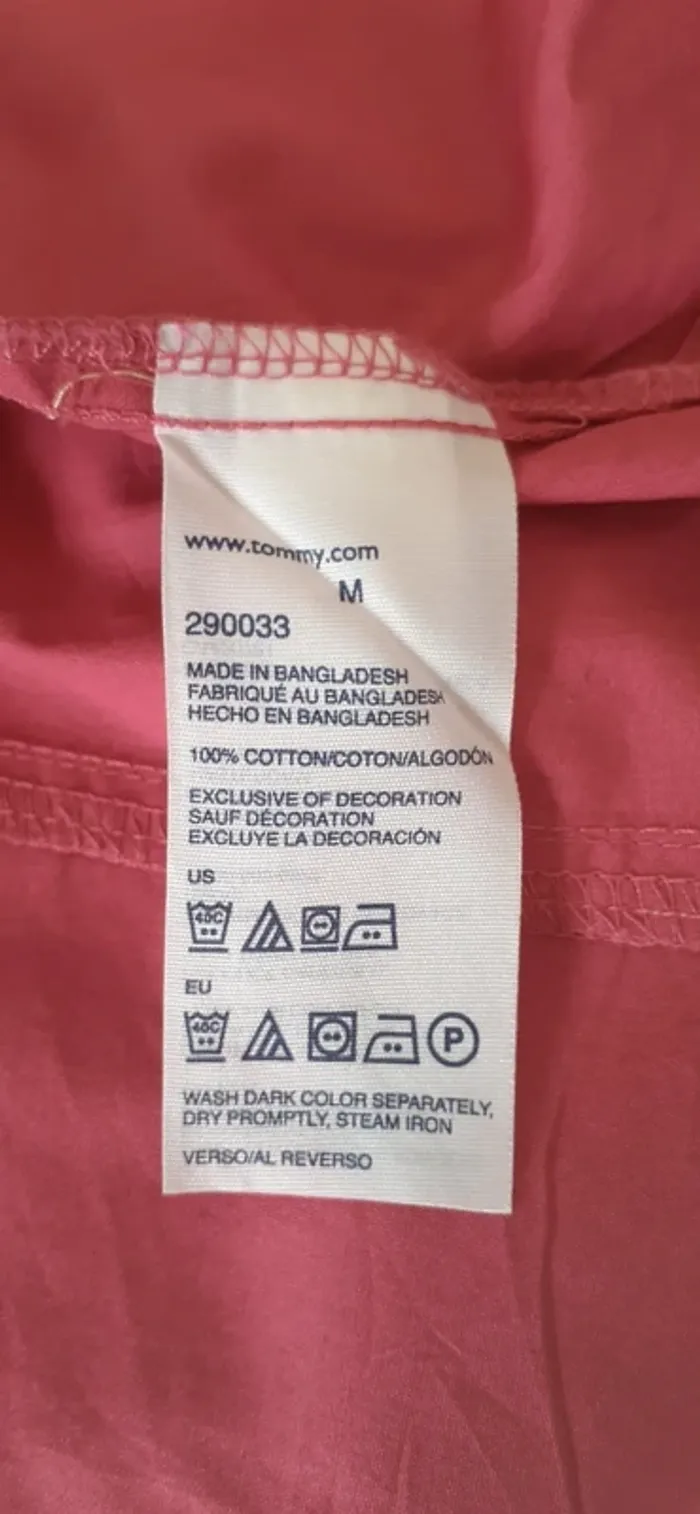 www.tommy.com
M
290033
MADE IN BANGLADESH
FABRIQUÉ AU BANGLADESH
HECHO EN BANGLADESH
100% COTTON/COTON/ALGODÓN
EXCLUSIVE OF DECORATION
SAUF DÉCORATION
EXCLUYE LA DECORACIÓN
US
40C
EU
40C P
WASH DARK COLOR SEPARATELY,
DRY PROMPTLY, STEAM IRON
VERSO/AL REVERSO